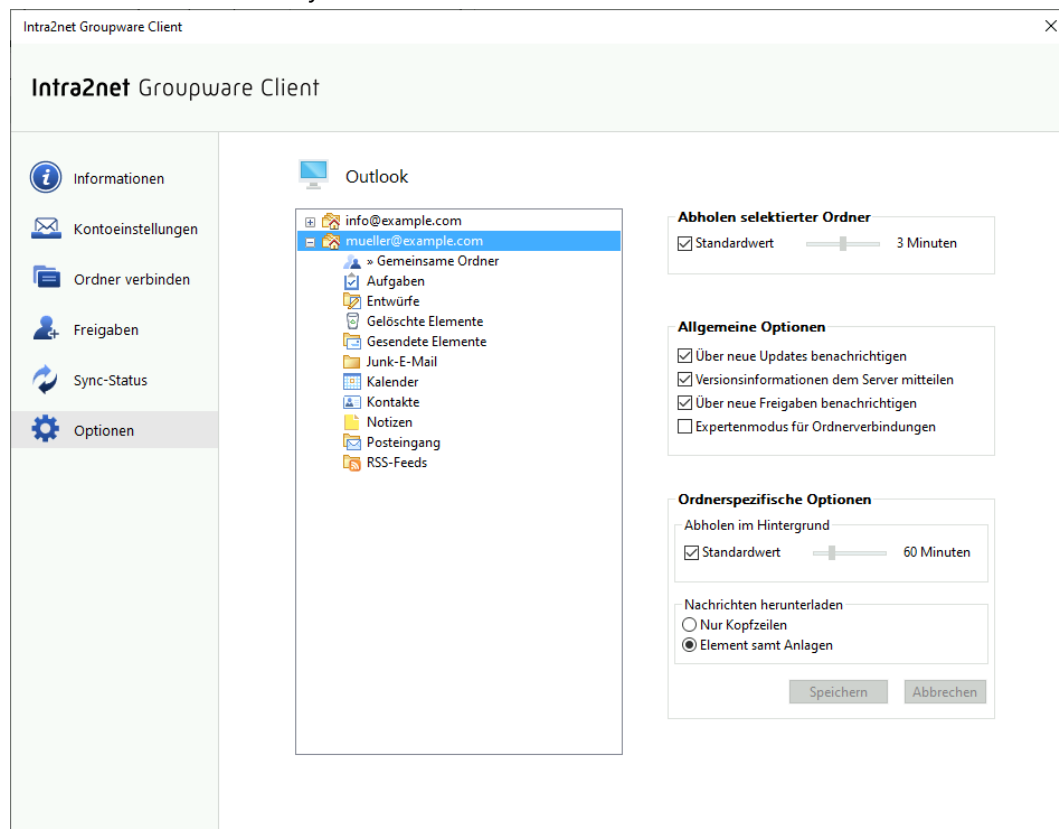 Intra2net Groupware Client
Intra2net Groupware Client
Informationen
Kontoeinstellungen
Ordner verbinden
Freigaben
Sync-Status
Optionen
Outlook
info@example.com
mueller@example.com
» Gemeinsame Ordner
Aufgaben
Entwürfe
Gelöschte Elemente
Gesendete Elemente
Junk-E-Mail
Kalender
Kontakte
Notizen
Posteingang
RSS-Feeds
Abholen selektierter Ordner
Standardwert 3 Minuten
Allgemeine Optionen
Über neue Updates benachrichtigen
Versionsinformationen dem Server mitteilen
Über neue Freigaben benachrichtigen
Expertenmodus für Ordnerverbindungen
Ordnerspezifische Optionen
Abholen im Hintergrund
Standardwert 60 Minuten
Nachrichten herunterladen
Nur Kopfzeilen
Element samt Anlagen
Speichern Abbrechen